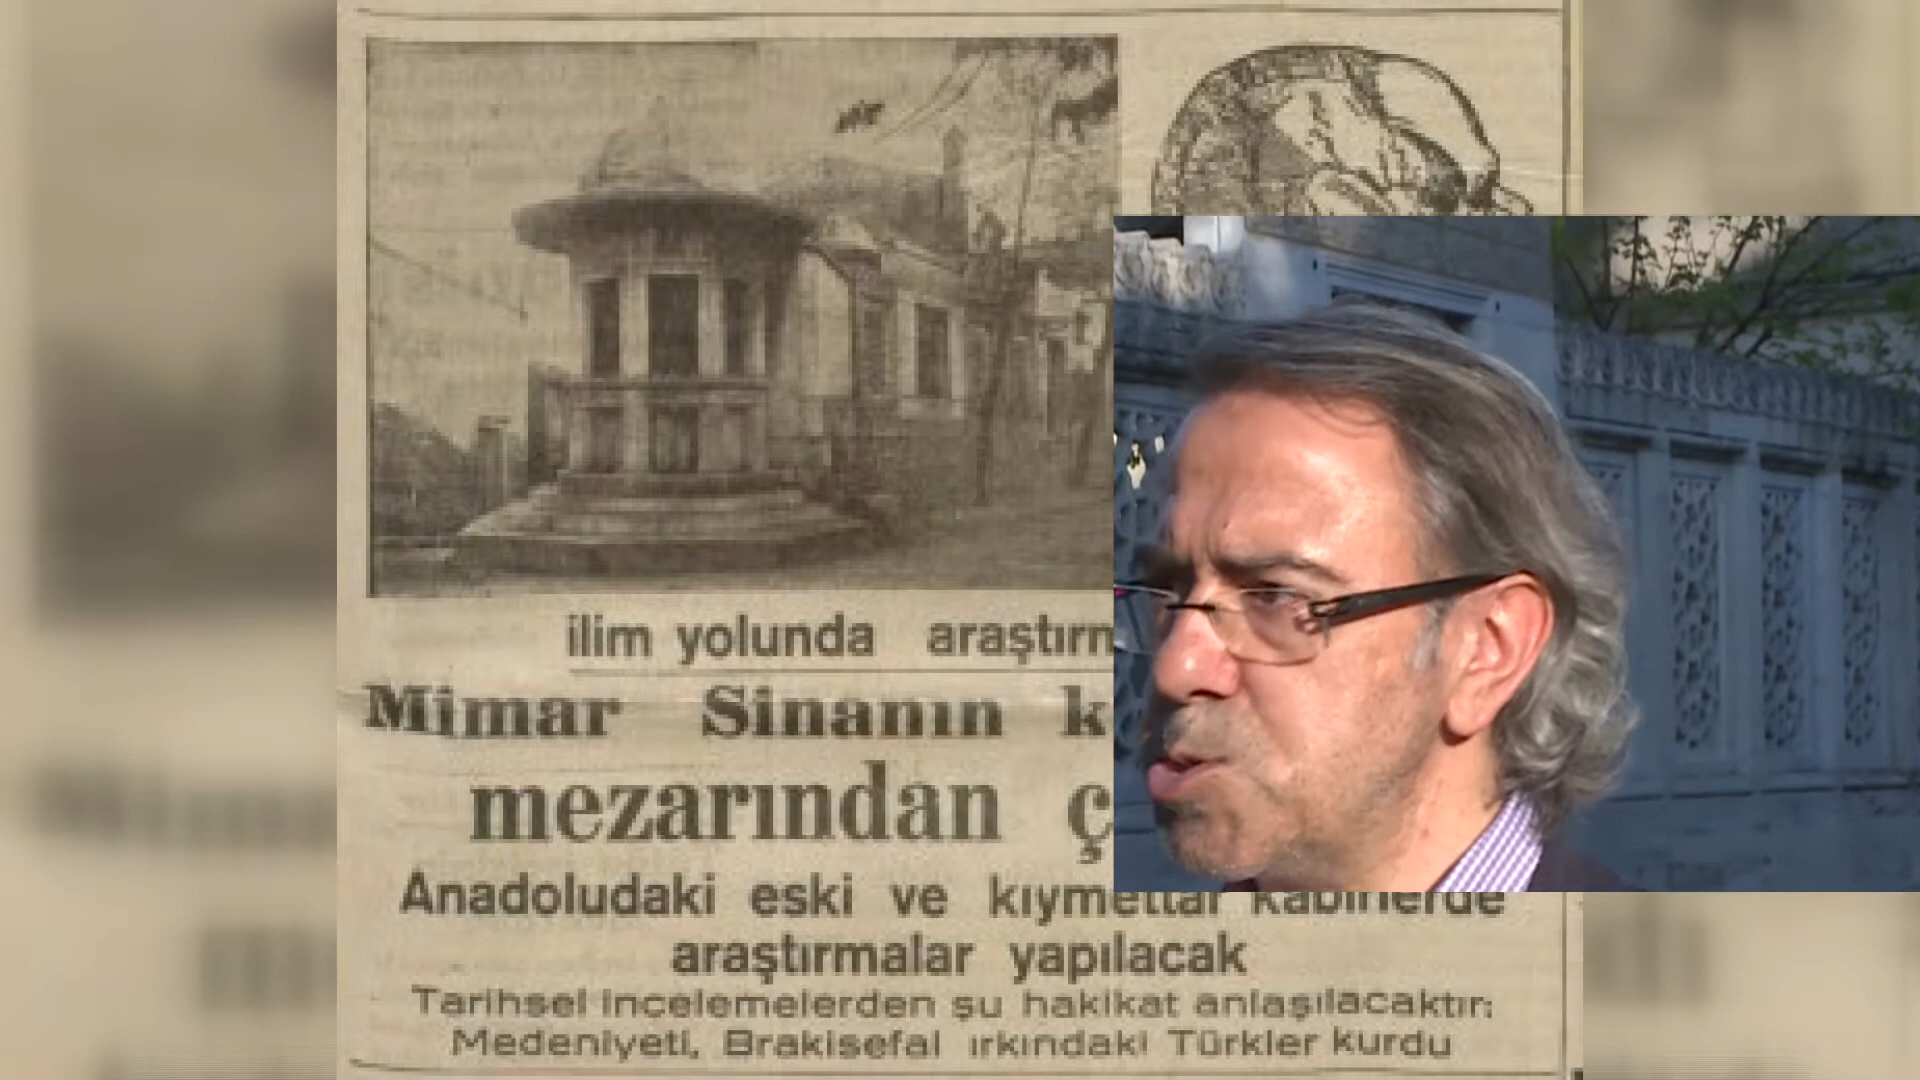 ilim yolunda
Mimar Sinanın
mezarından
Anadoludaki eski ve kıymettar kabirlerde
araştırmalar yapılacak
Tarihsel incelemelerden şu hakikat anlaşılacaktır:
Medeniyeti, Brakisefal ırkındaki Türkler kurdu